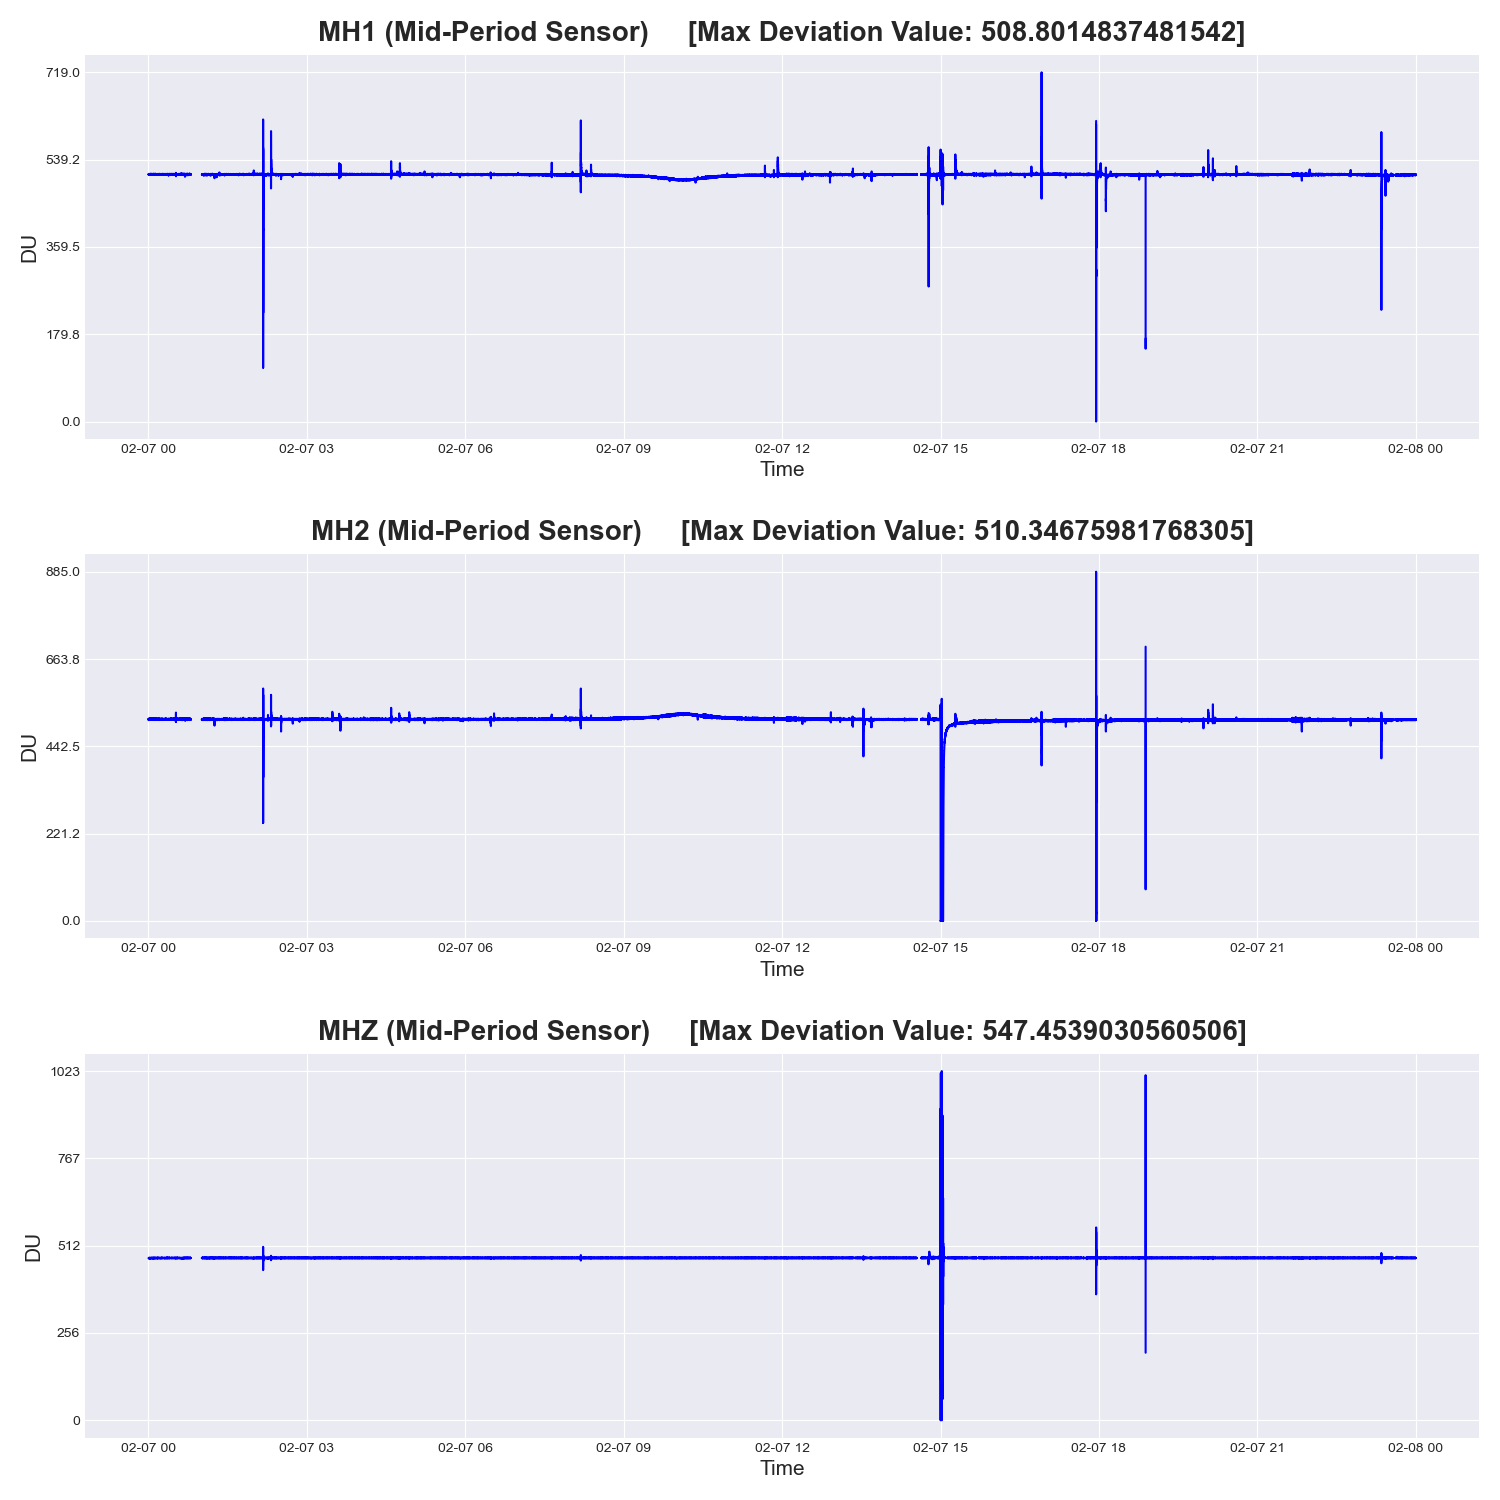 MH1 (Mid-Period Sensor) [Max Deviation Value: 508.8014837481542]
719.0
539.2
359.5
179.8
0.0
DU
02-07 00 02-07 03 02-07 06 02-07 09 02-07 12 02-07 15 02-07 18 02-07 21 02-08 00
Time
MH2 (Mid-Period Sensor) [Max Deviation Value: 510.34675981768305]
885.0
663.8
442.5
221.2
0.0
DU
02-07 00 02-07 03 02-07 06 02-07 09 02-07 12 02-07 15 02-07 18 02-07 21 02-08 00
Time
MHZ (Mid-Period Sensor) [Max Deviation Value: 547.4539030560506]
1023
767
512
256
0
DU
02-07 00 02-07 03 02-07 06 02-07 09 02-07 12 02-07 15 02-07 18 02-07 21 02-08 00
Time